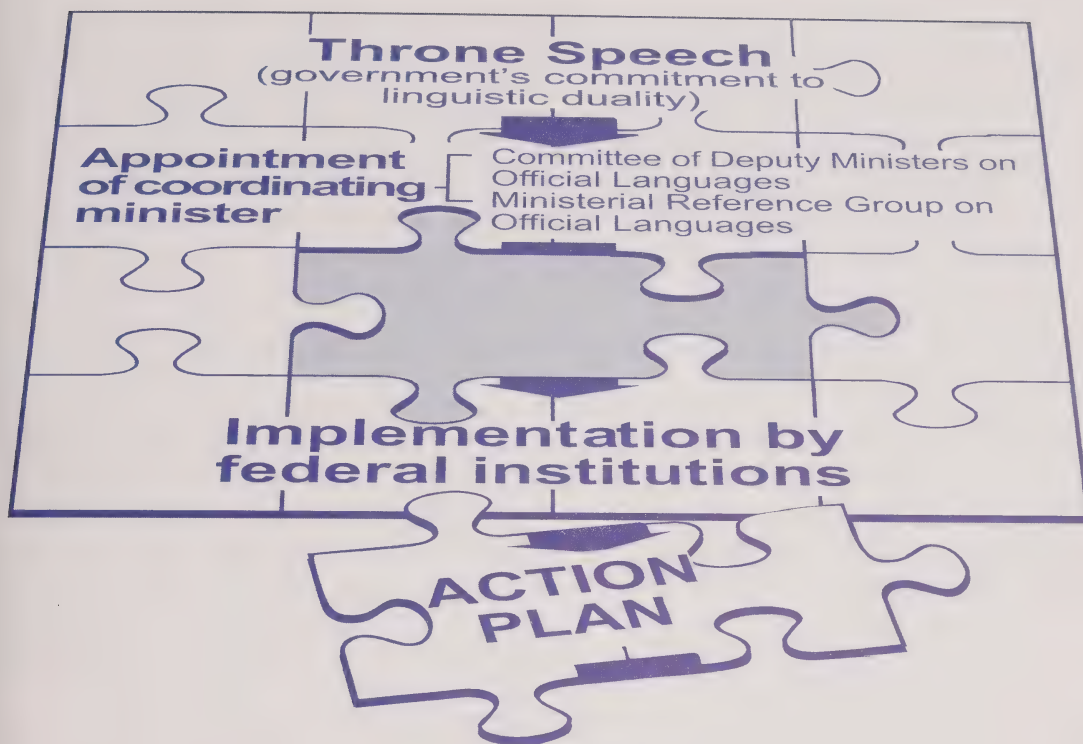 Throne Speech
(government's commitment to
linguistic duality)
Appointment
of coordinating
minister
Committee of Deputy Ministers on
Official Languages
Ministerial Reference Group on
Official Languages
Implementation by
federal institutions
ACTION
PLAN